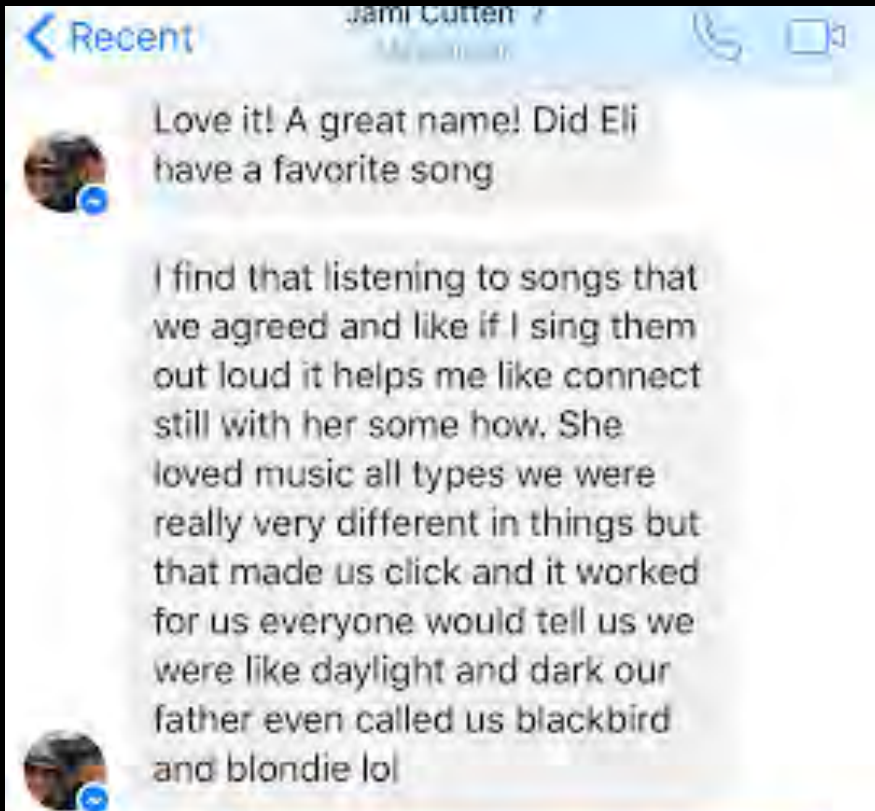 Recent
Jami Cutten
Love it! A great name! Did Eli
have a favorite song
I find that listening to songs that
we agreed and like if I sing them
out loud it helps me like connect
still with her some how. She
loved music all types we were
really very different in things but
that made us click and it worked
for us everyone would tell us we
were like daylight and dark our
father even called us blackbird
and blondie lol